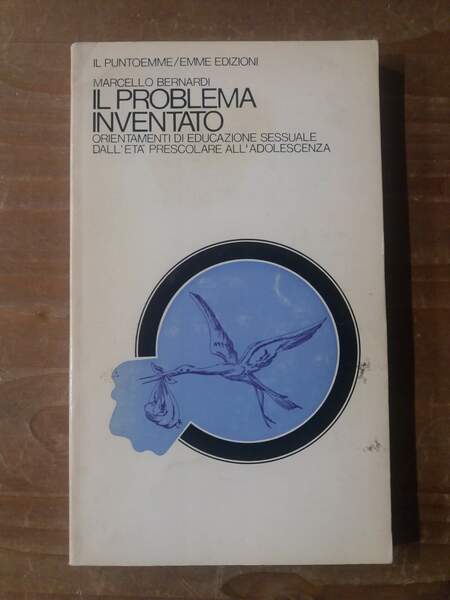 IL PUNTOEMME/EMME EDIZIONI
MARCELLO BERNARDI
IL PROBLEMA
INVENTATO
ORIENTAMENTI DI EDUCAZIONE SESSUALE
DALL'ETA' PRESCOLARE ALL'ADOLESCENZA